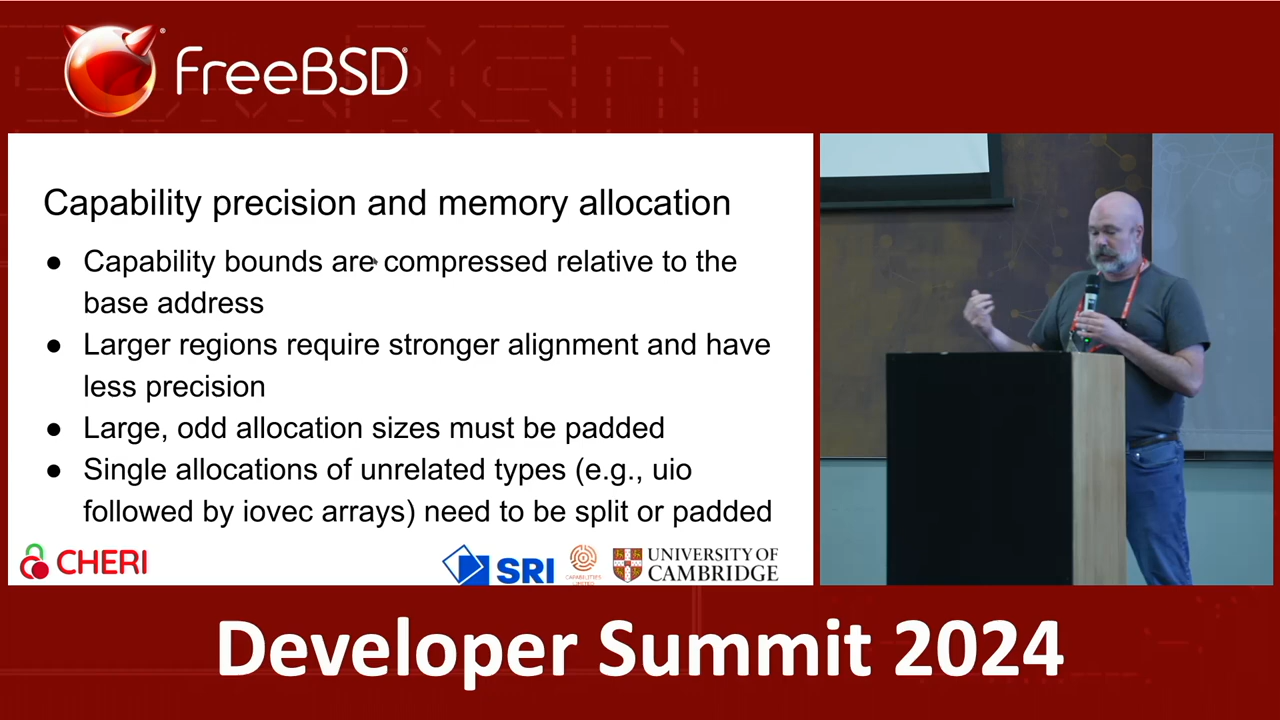 FreeBSD
Capability precision and memory allocation
● Capability bounds are compressed relative to the
base address
● Larger regions require stronger alignment and have
less precision
● Large, odd allocation sizes must be padded
● Single allocations of unrelated types (e.g., uio
followed by iovec arrays) need to be split or padded
CHERI
SRI
CAPABILITIES
LIMITED
UNIVERSITY OF
CAMBRIDGE
Developer Summit 2024